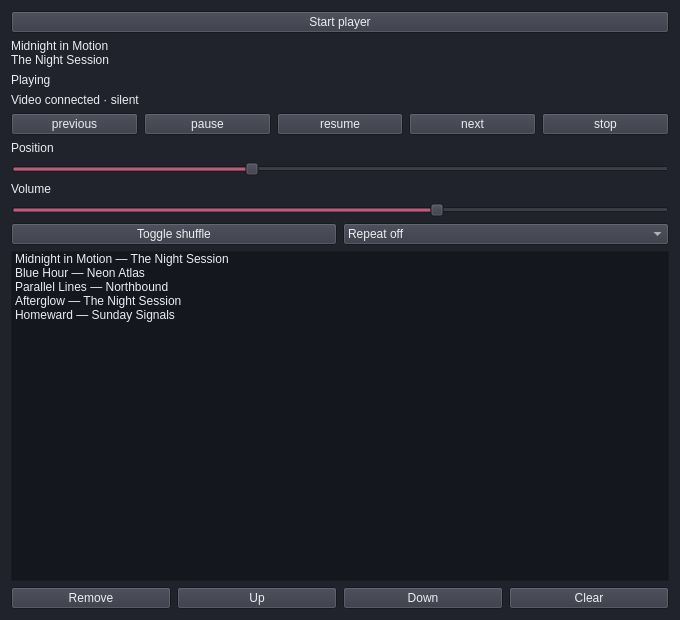 Start player
Midnight in Motion
The Night Session
Playing
Video connected · silent
previous pause resume next stop
Position
Volume
Toggle shuffle Repeat off
Midnight in Motion — The Night Session
Blue Hour — Neon Atlas
Parallel Lines — Northbound
Afterglow — The Night Session
Homeward — Sunday Signals
Remove Up Down Clear